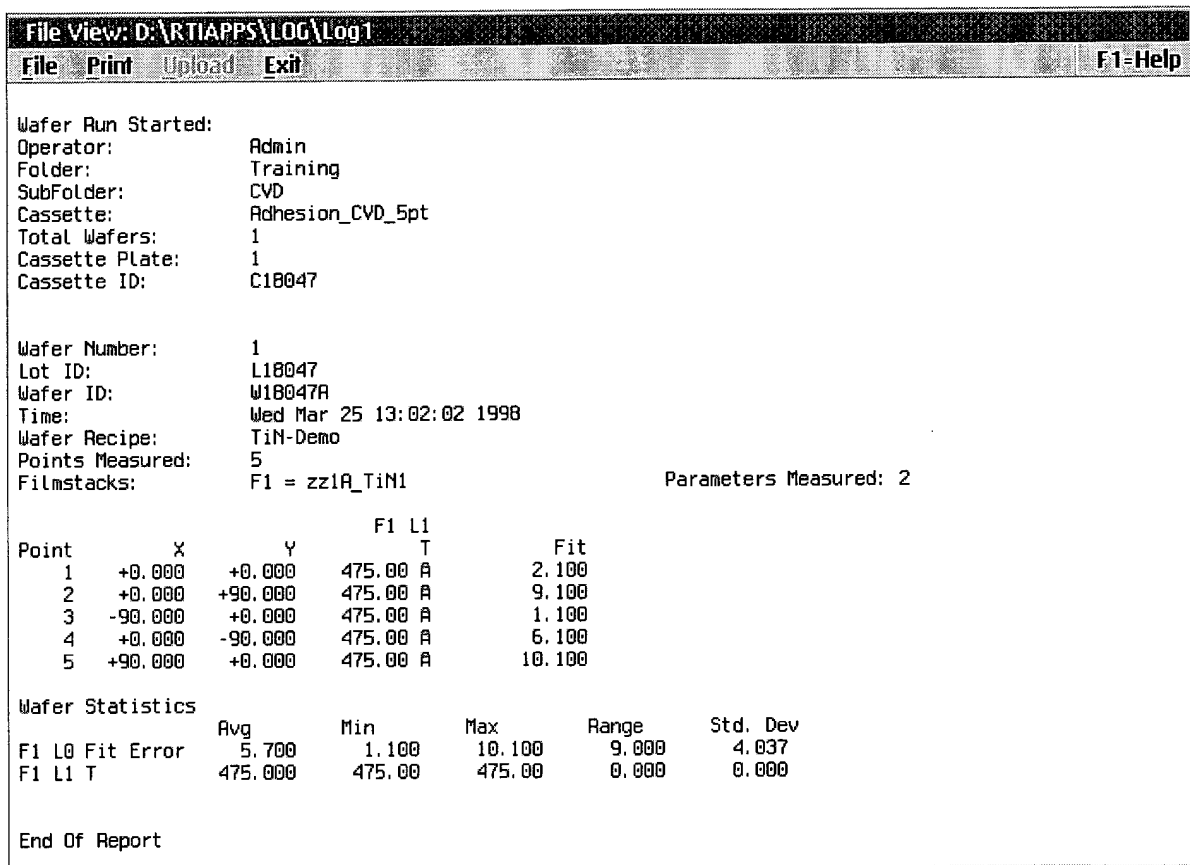 File View: D:\RTIAPPS\LOG\Log1
File Print Upload Exit F1=Help
Wafer Run Started:
Operator: Admin
Folder: Training
SubFolder: CVD
Cassette: Adhesion_CVD_5pt
Total Wafers: 1
Cassette Plate: 1
Cassette ID: C18047
Wafer Number: 1
Lot ID: L18047
Wafer ID: W18047A
Time: Wed Mar 25 13:02:02 1998
Wafer Recipe: TiN-Demo
Points Measured: 5
Filmstacks: F1 = zz1A_TiN1 Parameters Measured: 2
F1 L1
Point X Y T Fit
1 +0.000 +0.000 475.00 A 2.100
2 +0.000 +90.000 475.00 A 9.100
3 -90.000 +0.000 475.00 A 1.100
4 +0.000 -90.000 475.00 A 6.100
5 +90.000 +0.000 475.00 A 10.100
Wafer Statistics
Avg Min Max Range Std. Dev
F1 L0 Fit Error 5.700 1.100 10.100 9.000 4.037
F1 L1 T 475.000 475.00 475.00 0.000 0.000
End Of Report